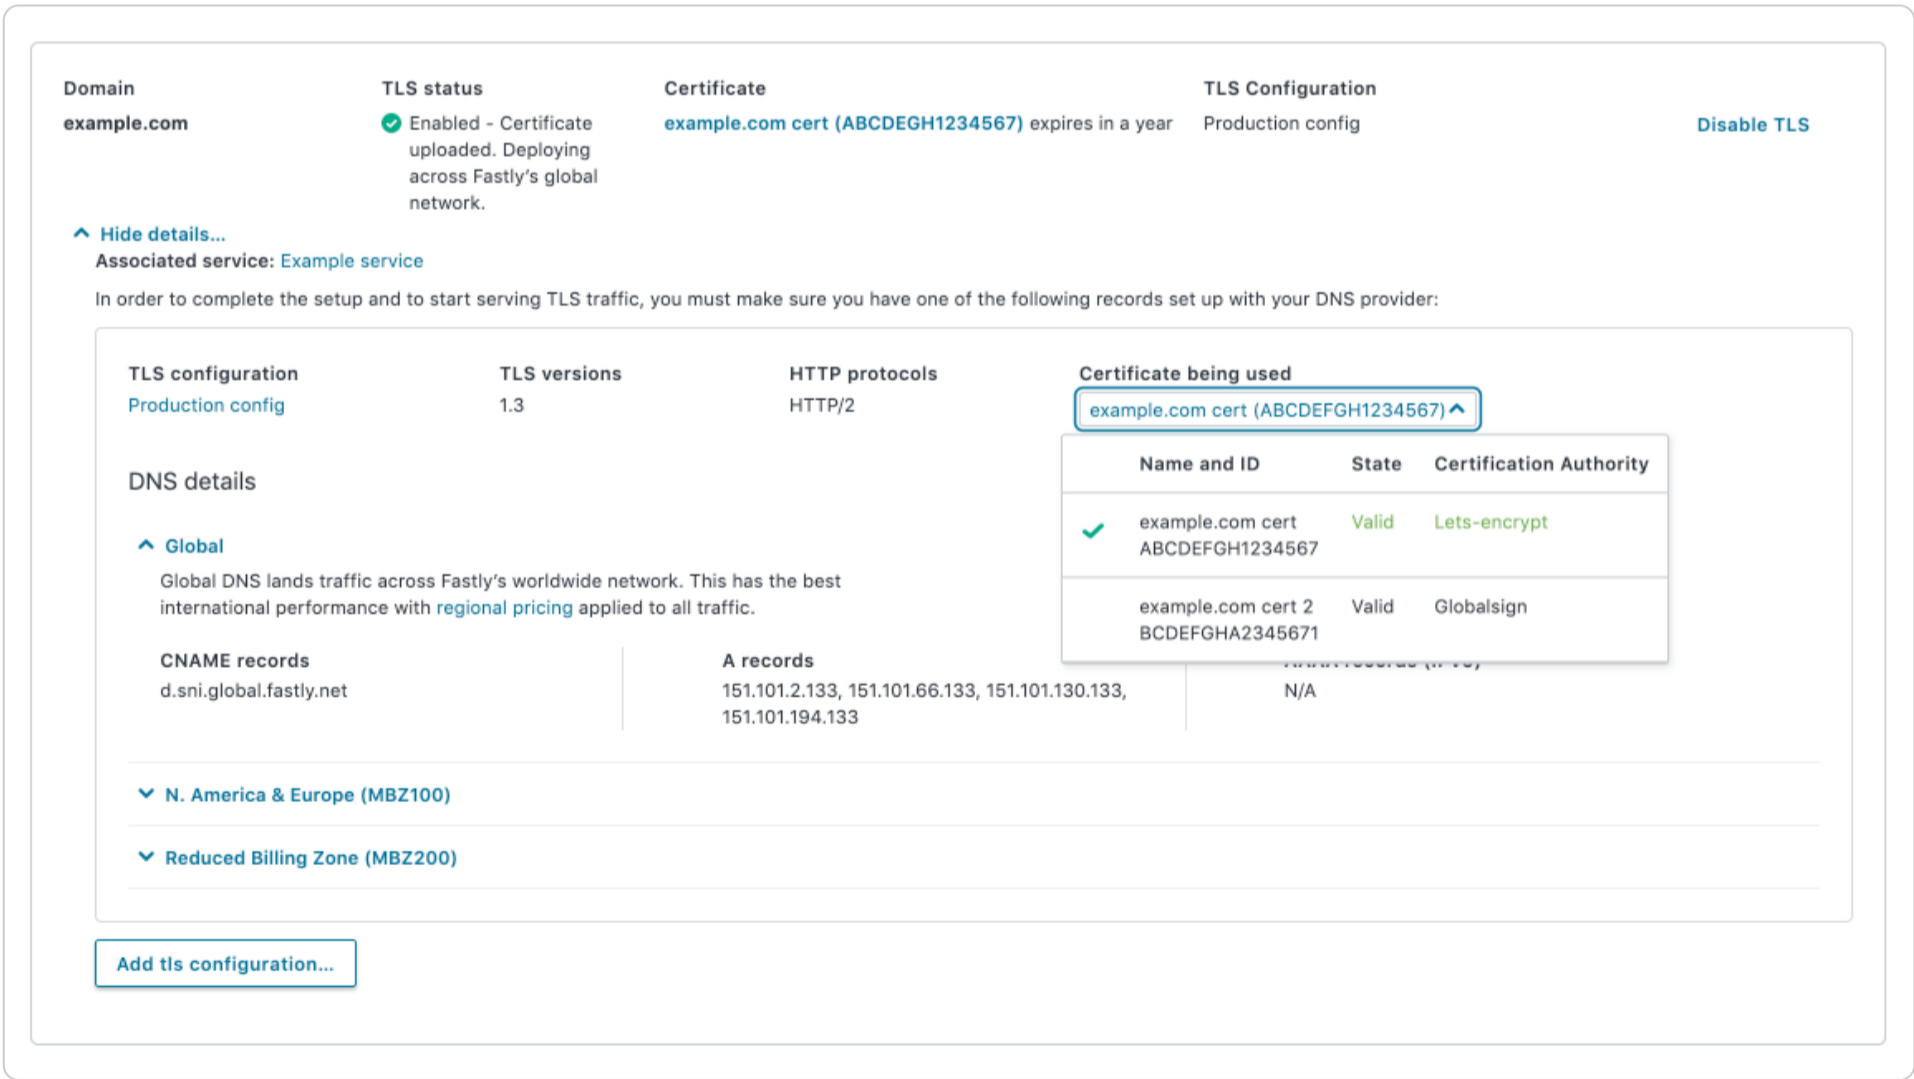 Domain
TLS status
Certificate
TLS Configuration
example.com
Enabled - Certificate
uploaded. Deploying
across Fastly's global
network.
example.com cert (ABCDEGH1234567) expires in a year
Production config
Disable TLS
Hide details...
Associated service: Example service
In order to complete the setup and to start serving TLS traffic, you must make sure you have one of the following records set up with your DNS provider:
TLS configuration
TLS versions
HTTP protocols
Certificate being used
Production config
1.3
HTTP/2
example.com cert (ABCDEFGH1234567)
Name and ID
State
Certification Authority
example.com cert
ABCDEFGH1234567
Valid
Lets-encrypt
example.com cert 2
BCDEFGHA2345671
Valid
Globalsign
DNS details
Global
Global DNS lands traffic across Fastly's worldwide network. This has the best
international performance with regional pricing applied to all traffic.
CNAME records
d.sni.global.fastly.net
A records
151.101.2.133, 151.101.66.133, 151.101.130.133,
151.101.194.133
N/A
N. America & Europe (MBZ100)
Reduced Billing Zone (MBZ200)
Add tls configuration...